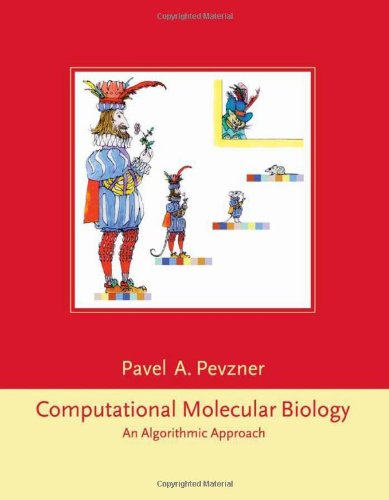 Copyrighted Material
Pavel A. Pevzner
Computational Molecular Biology
An Algorithmic Approach
Copyrighted Material